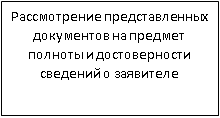 Рассмотрение представленных
документов на предмет
полноты и достоверности
сведений о заявителе